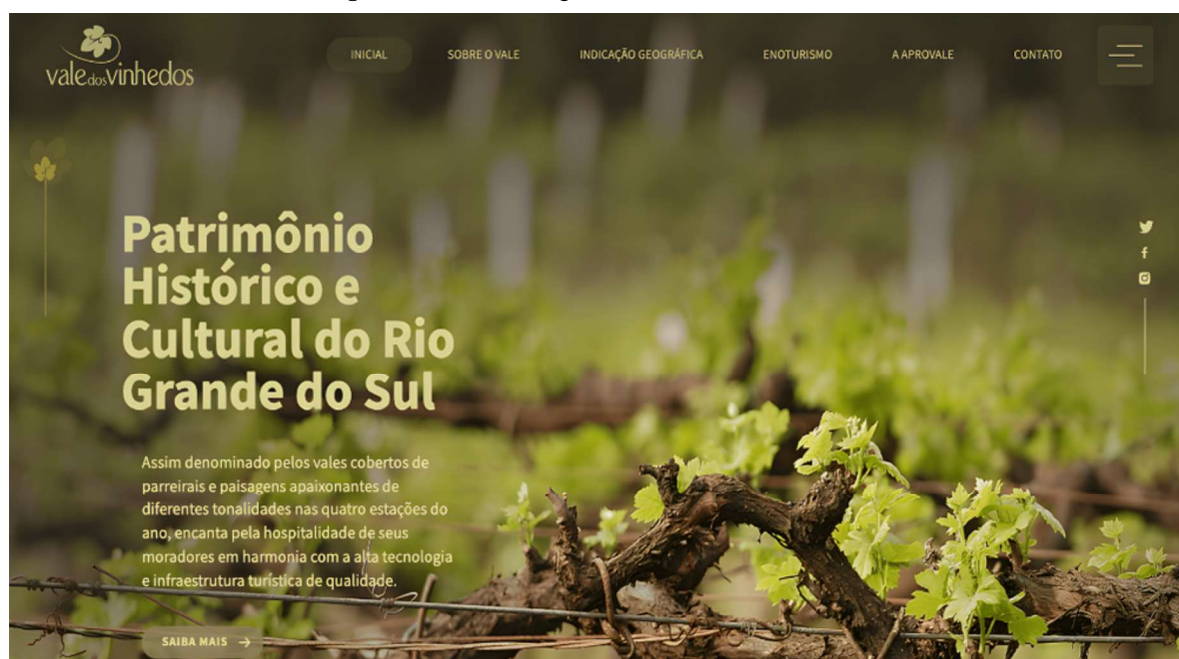 vale dos vinhedos
INICIAL
SOBRE O VALE
INDICAÇÃO GEOGRÁFICA
ENOTURISMO
A APROVALE
CONTATO
Patrimônio
Histórico e
Cultural do Rio
Grande do Sul
Assim denominado pelos vales cobertos de
parreirais e paisagens apaixonantes de
diferentes tonalidades nas quatro estações do
ano, encanta pela hospitalidade de seus
moradores em harmonia com a alta tecnologia
e infraestrutura turística de qualidade.
SAIBA MAIS →